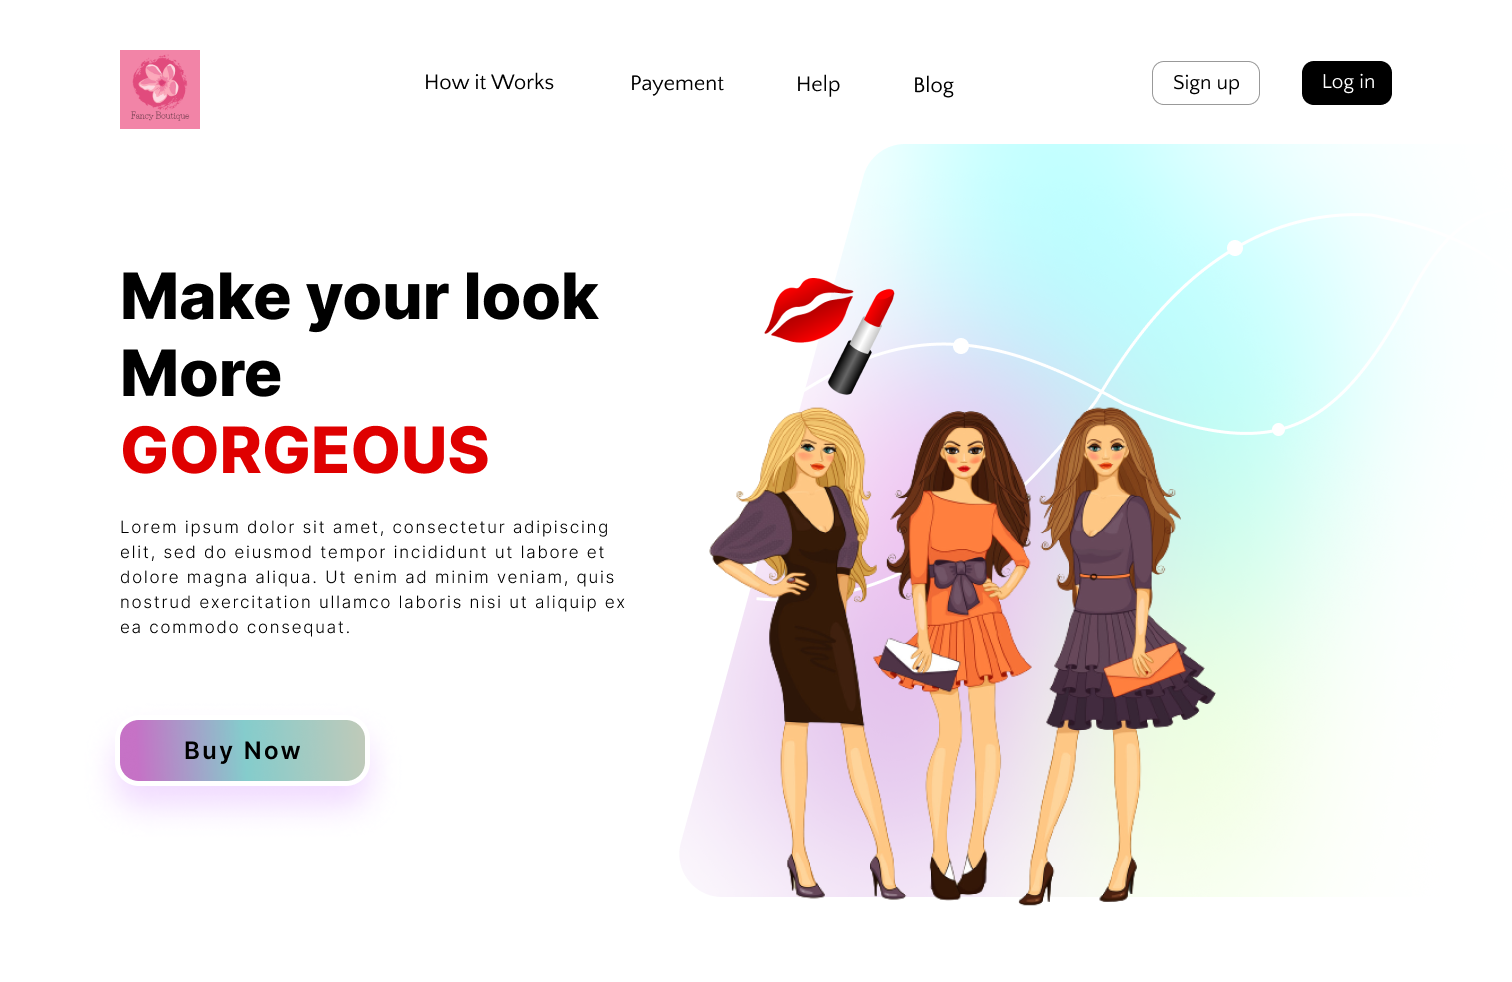 Fancy Boutique
How it Works
Payement
Help
Blog
Sign up
Log in
Make your look
More
GORGEOUS
Lorem ipsum dolor sit amet, consectetur adipiscing
elit, sed do eiusmod tempor incididunt ut labore et
dolore magna aliqua. Ut enim ad minim veniam, quis
nostrud exercitation ullamco laboris nisi ut aliquip ex
ea commodo consequat.
Buy Now